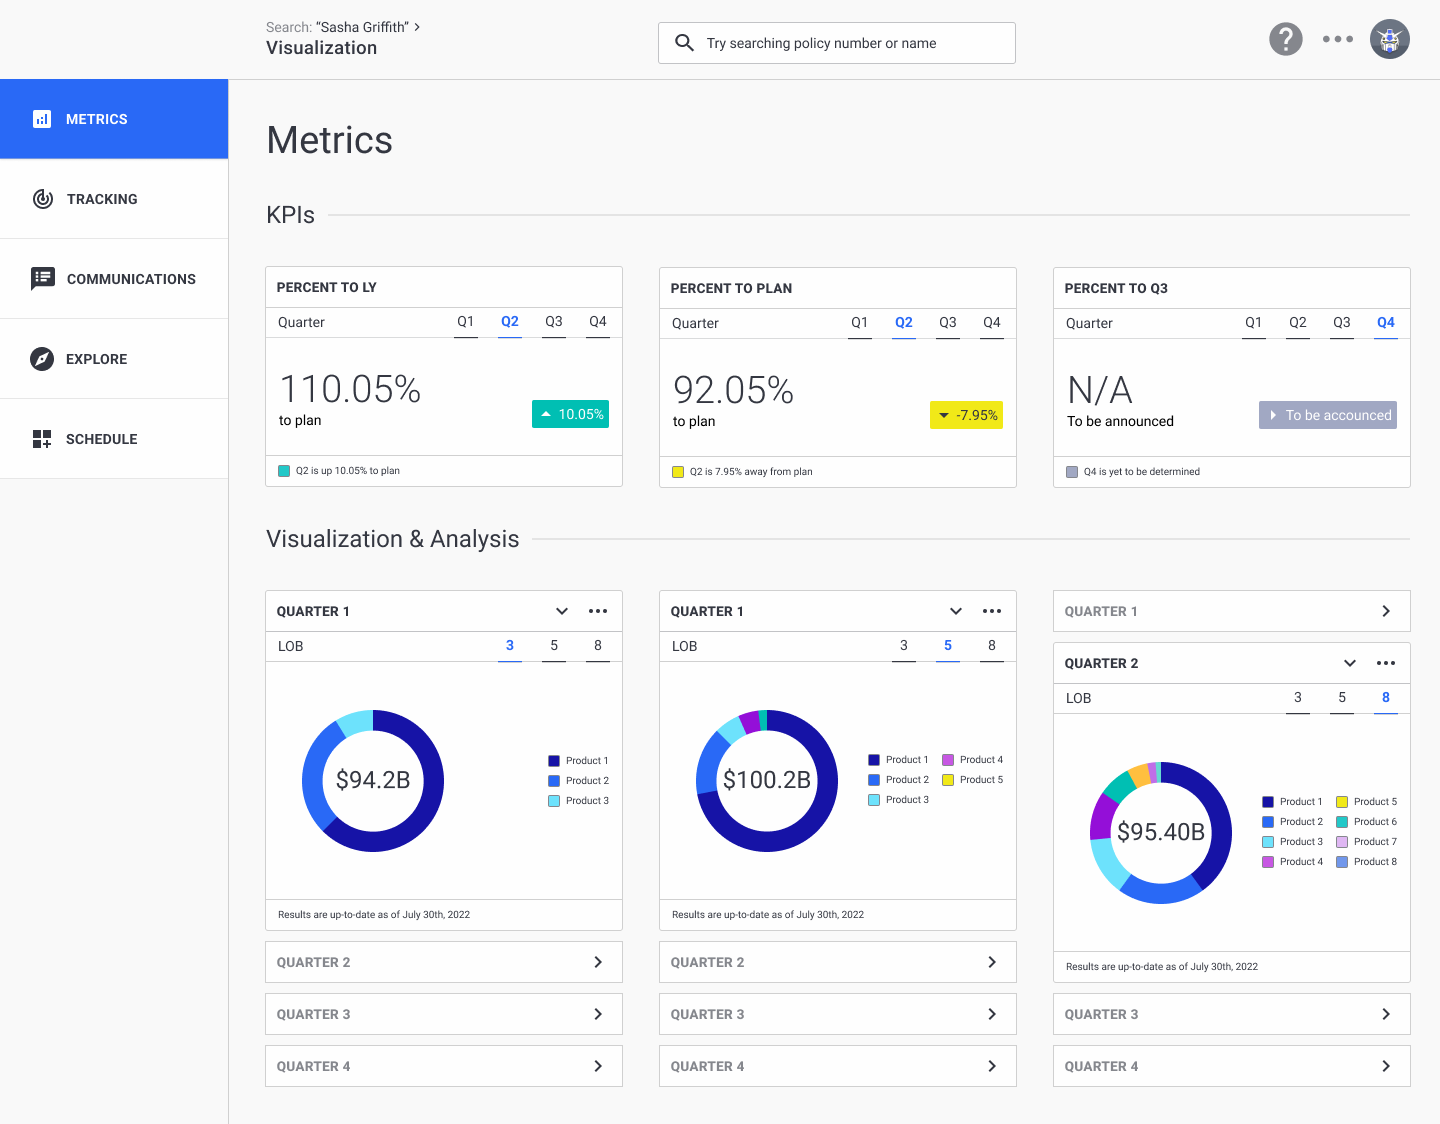 Search: “Sasha Griffith”
Visualization
Try searching policy number or name
?
METRICS
TRACKING
COMMUNICATIONS
EXPLORE
SCHEDULE
Metrics
KPIs
PERCENT TO LY
Quarter Q1 Q2 Q3 Q4
110.05%
to plan
10.05%
Q2 is up 10.05% to plan
PERCENT TO PLAN
Quarter Q1 Q2 Q3 Q4
92.05%
to plan
-7.95%
Q2 is 7.95% away from plan
PERCENT TO Q3
Quarter Q1 Q2 Q3 Q4
N/A
To be announced
To be accounced
Q4 is yet to be determined
Visualization & Analysis
QUARTER 1
LOB 3 5 8
$94.2B
Product 1
Product 2
Product 3
Results are up-to-date as of July 30th, 2022
QUARTER 2
QUARTER 3
QUARTER 4
QUARTER 1
LOB 3 5 8
$100.2B
Product 1 Product 4
Product 2 Product 5
Product 3
Results are up-to-date as of July 30th, 2022
QUARTER 2
QUARTER 3
QUARTER 4
QUARTER 1
QUARTER 2
LOB 3 5 8
$95.40B
Product 1 Product 5
Product 2 Product 6
Product 3 Product 7
Product 4 Product 8
Results are up-to-date as of July 30th, 2022
QUARTER 3
QUARTER 4